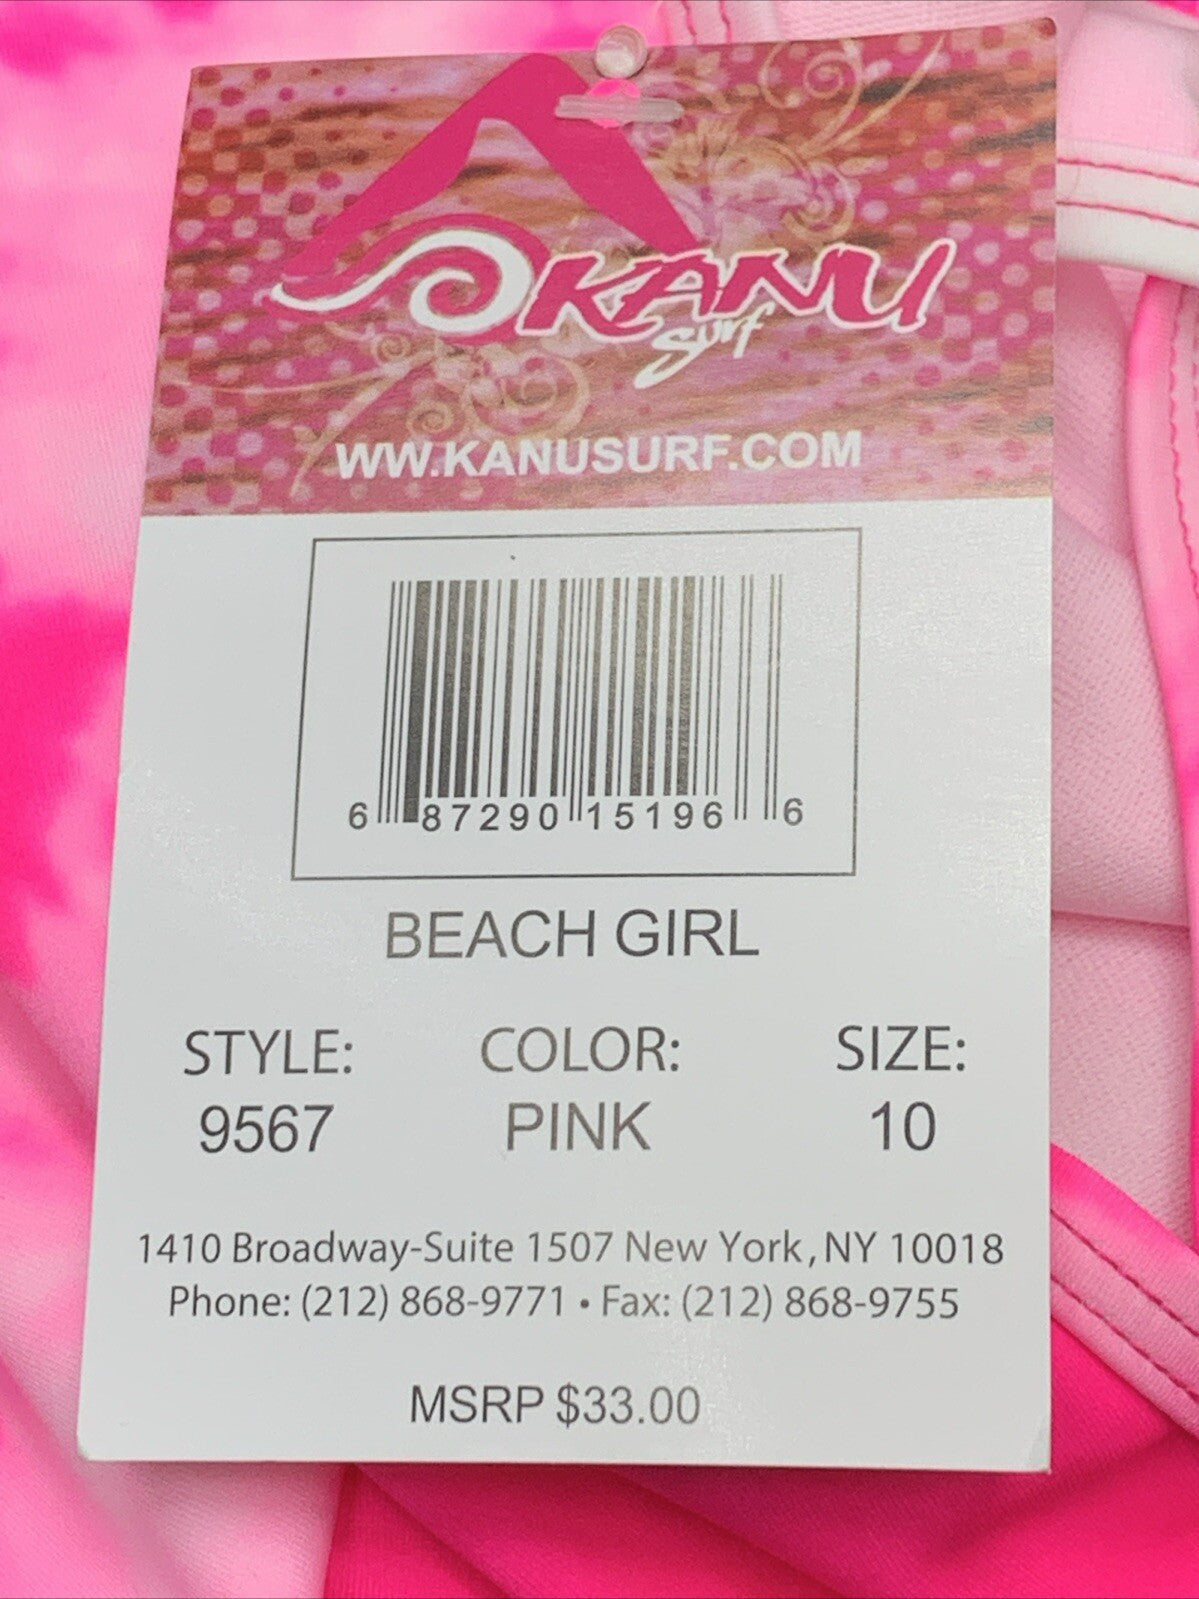 KANU
Surf
WW.KANUSURF.COM
6 87290 15196 6
BEACH GIRL
STYLE: COLOR: SIZE:
9567 PINK 10
1410 Broadway-Suite 1507 New York, NY 10018
Phone: (212) 868-9771 • Fax: (212) 868-9755
MSRP $33.00